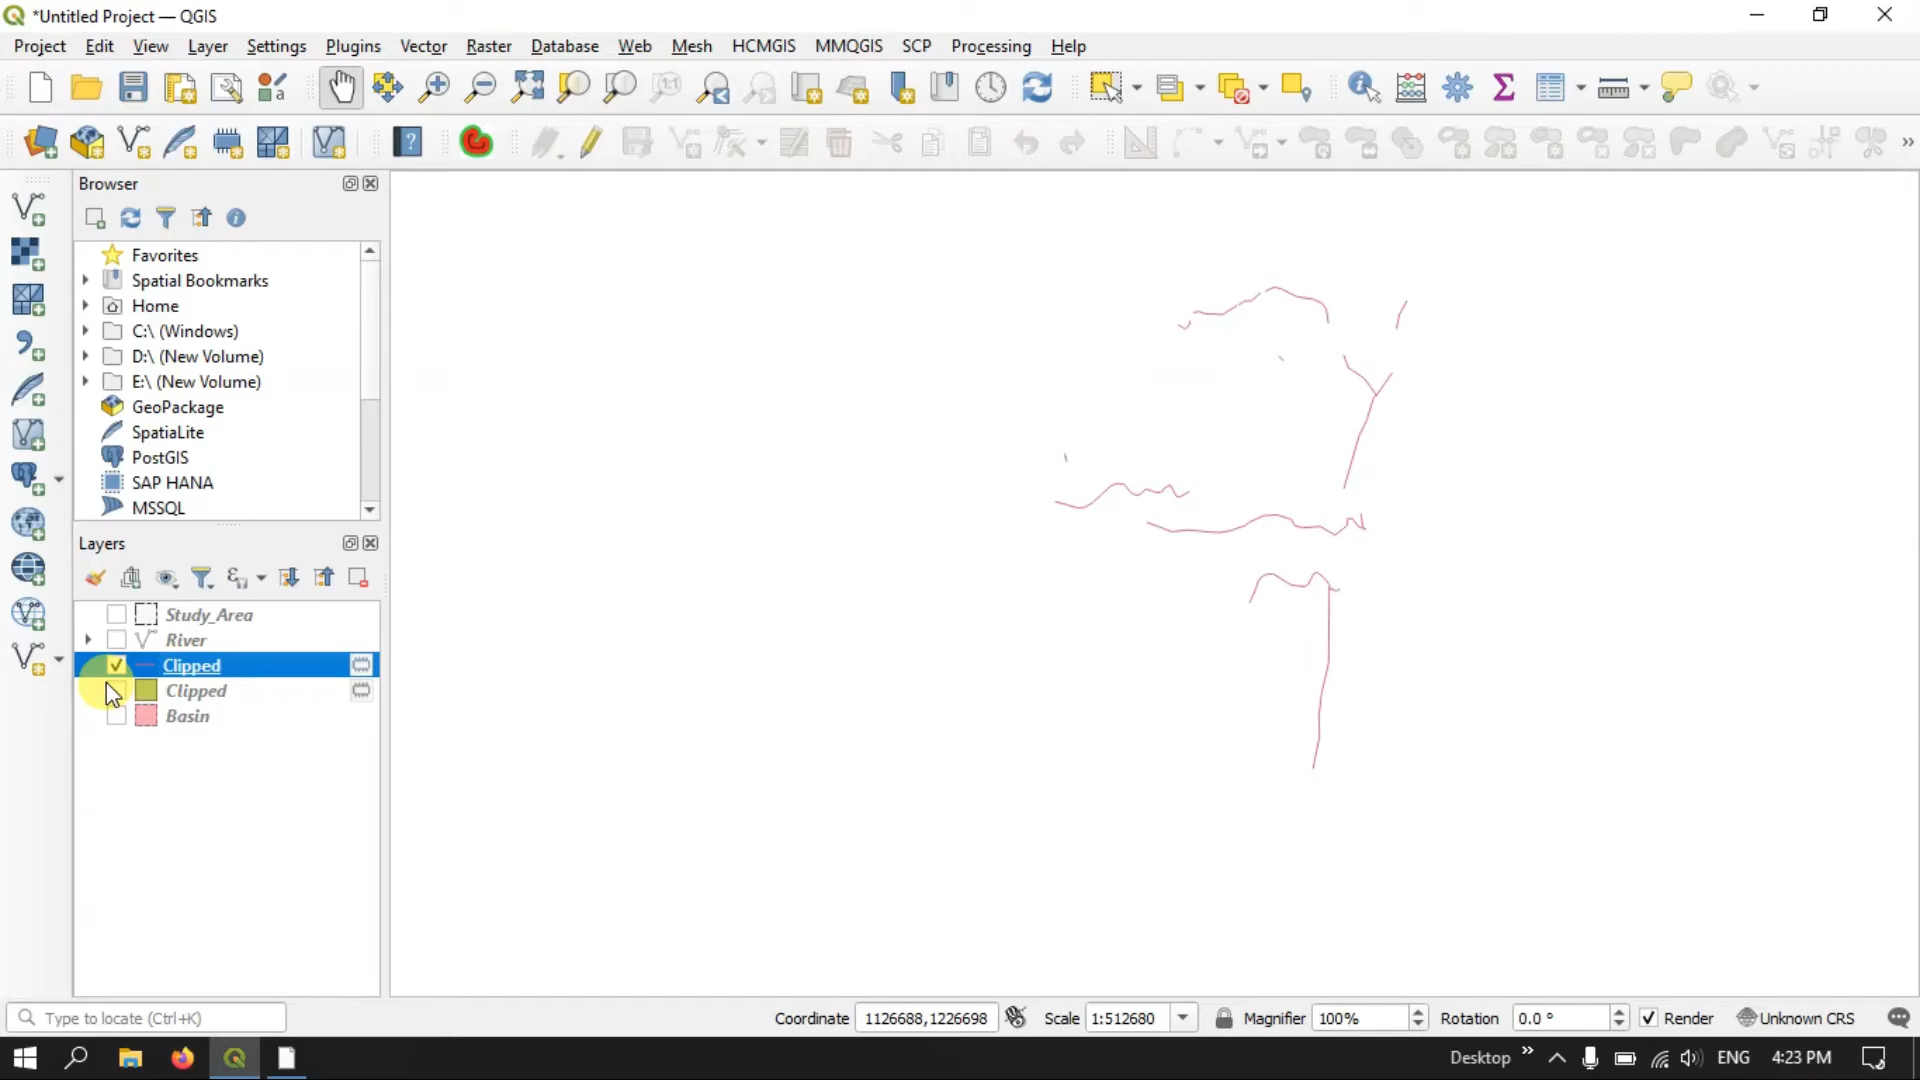 *Untitled Project — QGIS
Project Edit View Layer Settings Plugins Vector Raster Database Web Mesh HCMGIS MMQGIS SCP Processing Help
Browser
Favorites
Spatial Bookmarks
Home
C:\ (Windows)
D:\ (New Volume)
E:\ (New Volume)
GeoPackage
SpatiaLite
PostGIS
SAP HANA
MSSQL
Layers
Study_Area
River
Clipped
Clipped
Basin
Type to locate (Ctrl+K)
Coordinate 1126688,1226698 Scale 1:512680 Magnifier 100% Rotation 0.0 ° Render Unknown CRS
Desktop » ENG 4:23 PM